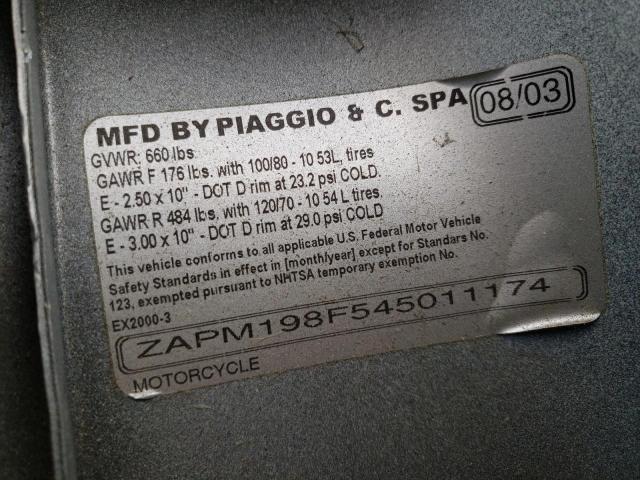 MFD BY PIAGGIO & C. SPA 08/03
GVWR: 660 lbs
GAWR F 176 lbs. with 100/80 - 10 53L, tires
E - 2.50 x 10" - DOT D rim at 23.2 psi COLD.
GAWR R 484 lbs, with 120/70 - 10 54 L tires,
E - 3.00 x 10" - DOT D rim at 29.0 psi COLD
This vehicle conforms to all applicable U.S. Federal Motor Vehicle
Safety Standards in effect in [month/year] except for Standars No.
123, exempted pursuant to NHTSA temporary exemption No.
EX2000-3
ZAPM198F545011174
MOTORCYCLE